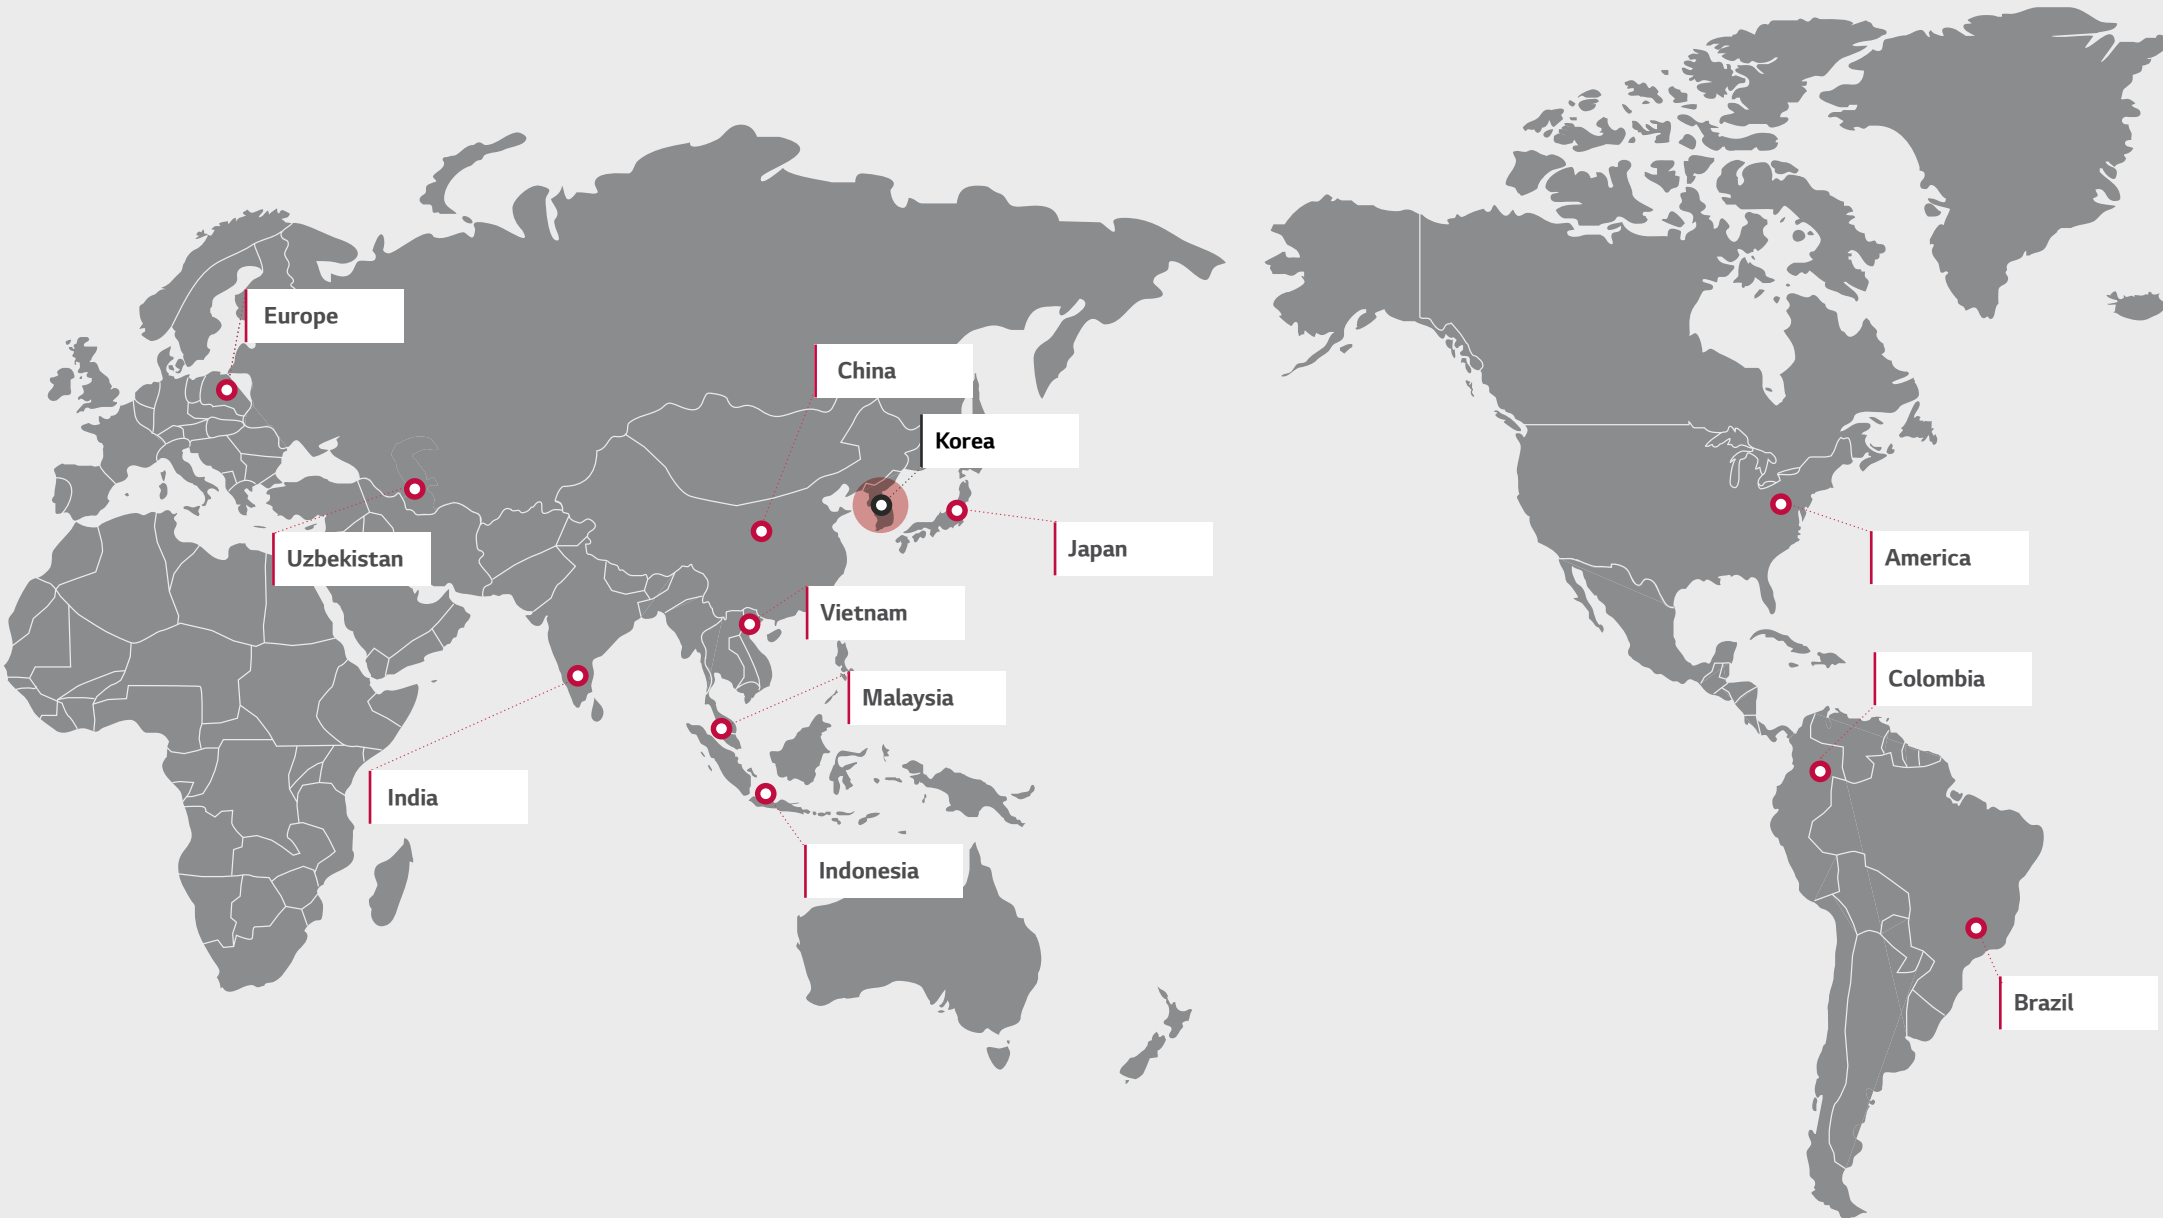 Europe
China
Korea
Japan
Uzbekistan
America
Vietnam
Colombia
Malaysia
India
Indonesia
Brazil